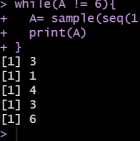 > while(A != 6){
+ A= sample(seq(1
+ print(A)
+ }
[1] 3
[1] 1
[1] 4
[1] 3
[1] 6
>